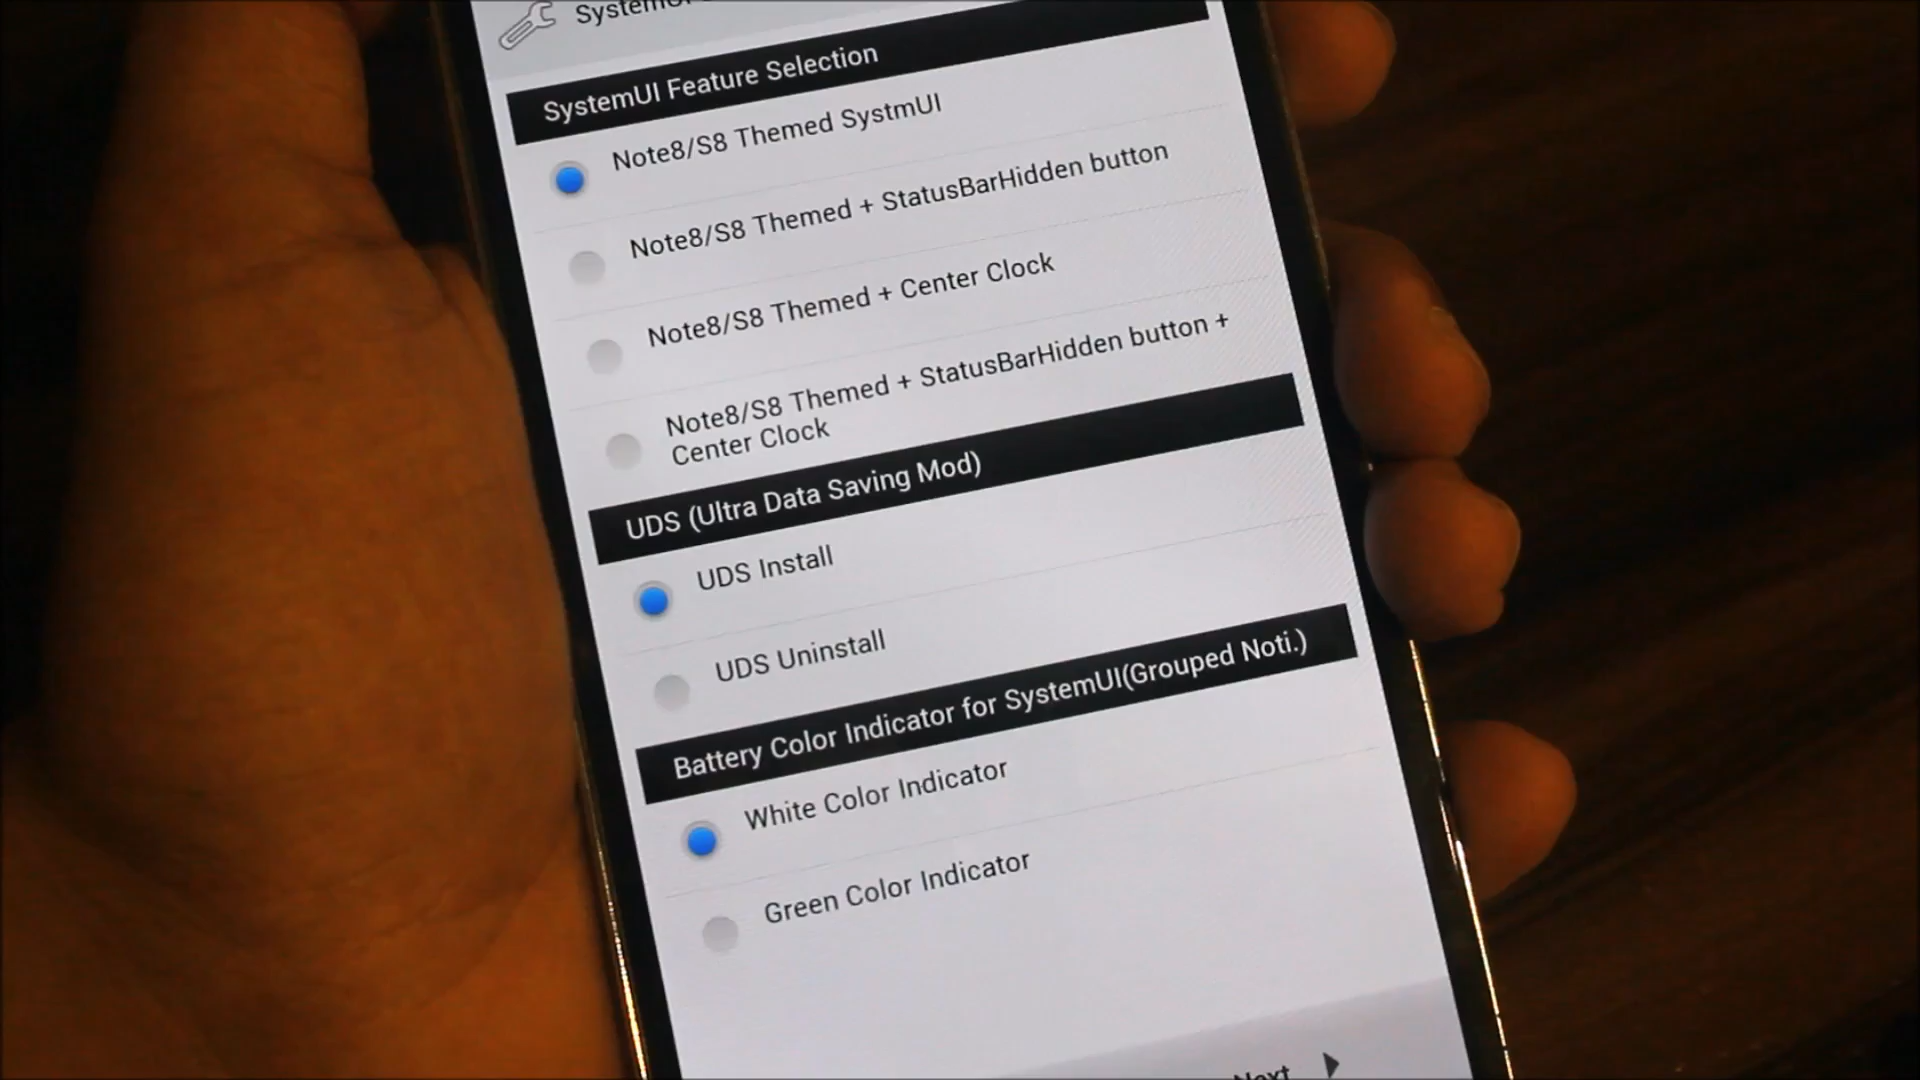 SystemUI Feature Selection
Note8/S8 Themed SystmUI
Note8/S8 Themed + StatusBarHidden button
Note8/S8 Themed + Center Clock
Note8/S8 Themed + StatusBarHidden button +
Center Clock
UDS (Ultra Data Saving Mod)
UDS Install
UDS Uninstall
Battery Color Indicator for SystemUI(Grouped Noti.)
White Color Indicator
Green Color Indicator
Next